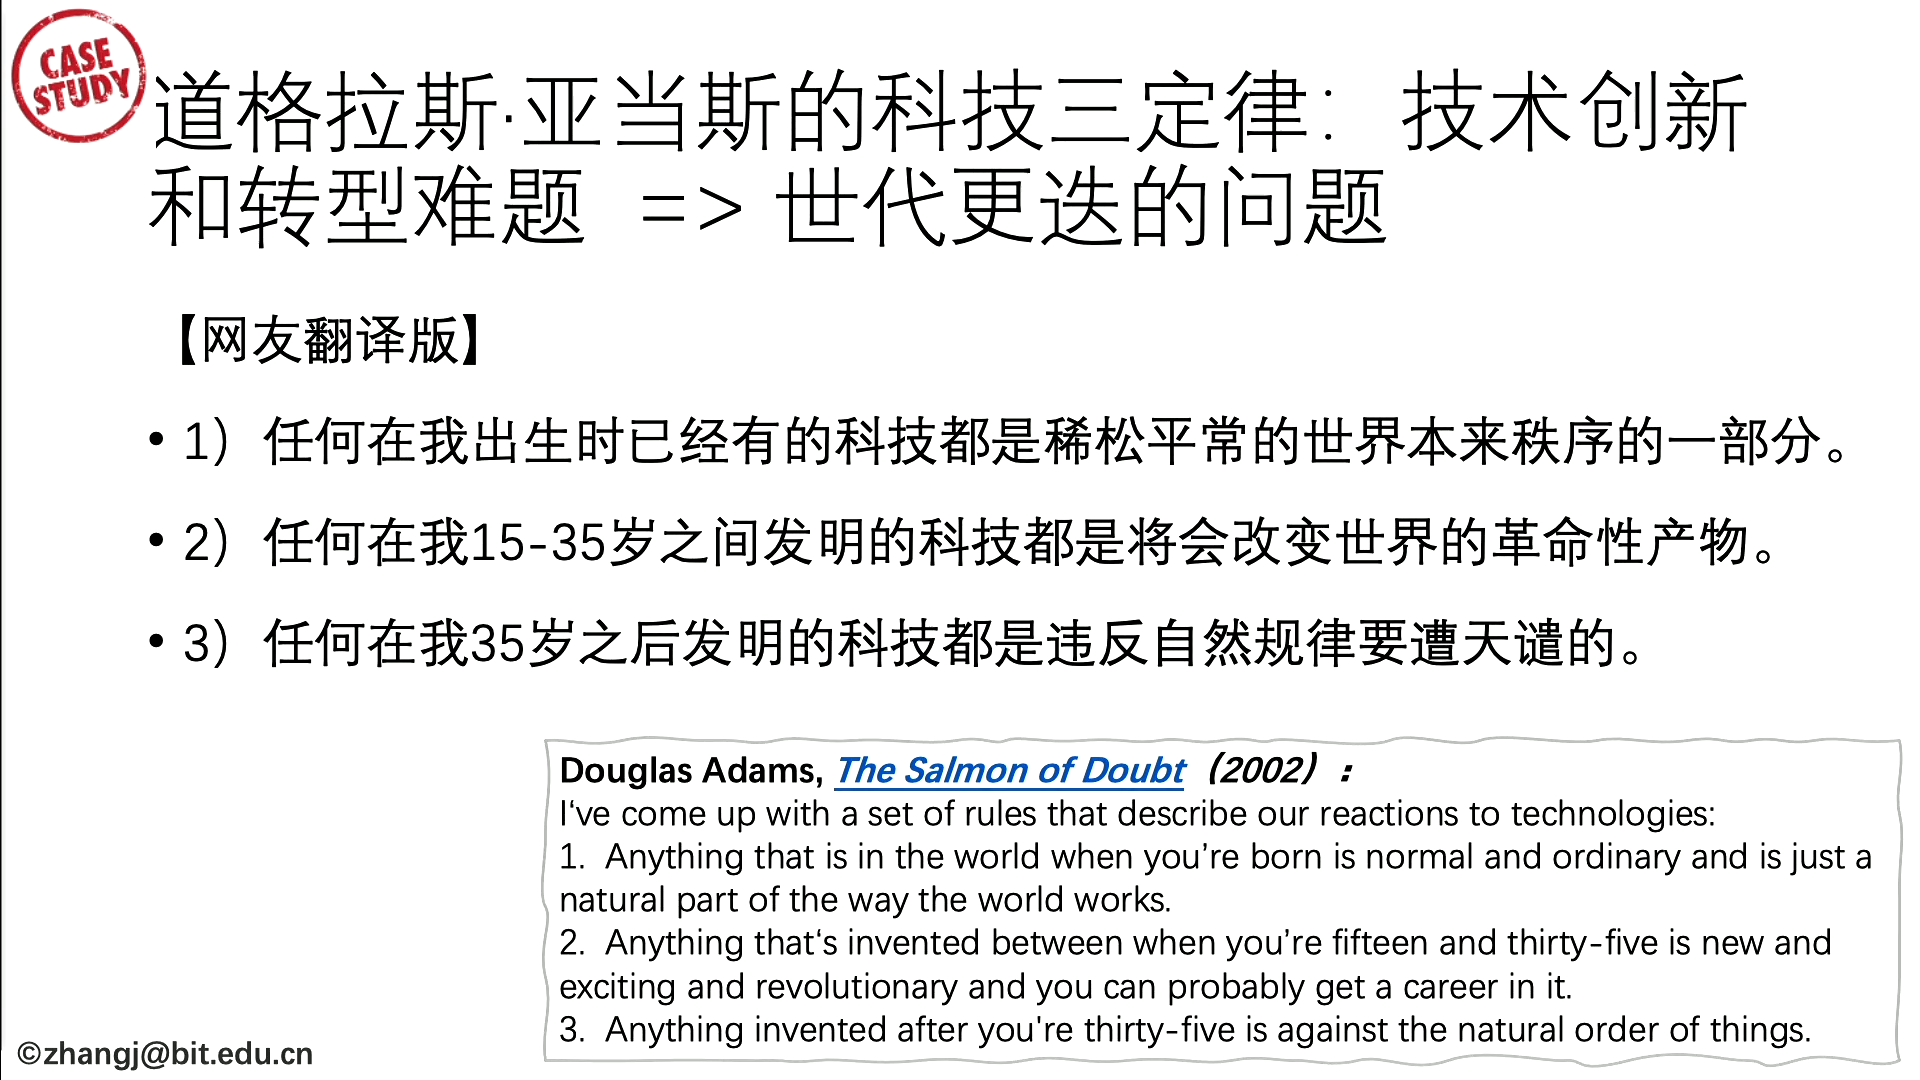 CASE
STUDY
道格拉斯·亚当斯的科技三定律： 技术创新
和转型难题 => 世代更迭的问题
【网友翻译版】
• 1）任何在我出生时已经有的科技都是稀松平常的世界本来秩序的一部分。
• 2）任何在我15-35岁之间发明的科技都是将会改变世界的革命性产物。
• 3）任何在我35岁之后发明的科技都是违反自然规律要遭天谴的。
Douglas Adams, The Salmon of Doubt（2002）：
I‘ve come up with a set of rules that describe our reactions to technologies:
1. Anything that is in the world when you’re born is normal and ordinary and is just a
natural part of the way the world works.
2. Anything that‘s invented between when you’re fifteen and thirty-five is new and
exciting and revolutionary and you can probably get a career in it.
3. Anything invented after you're thirty-five is against the natural order of things.
©zhangj@bit.edu.cn